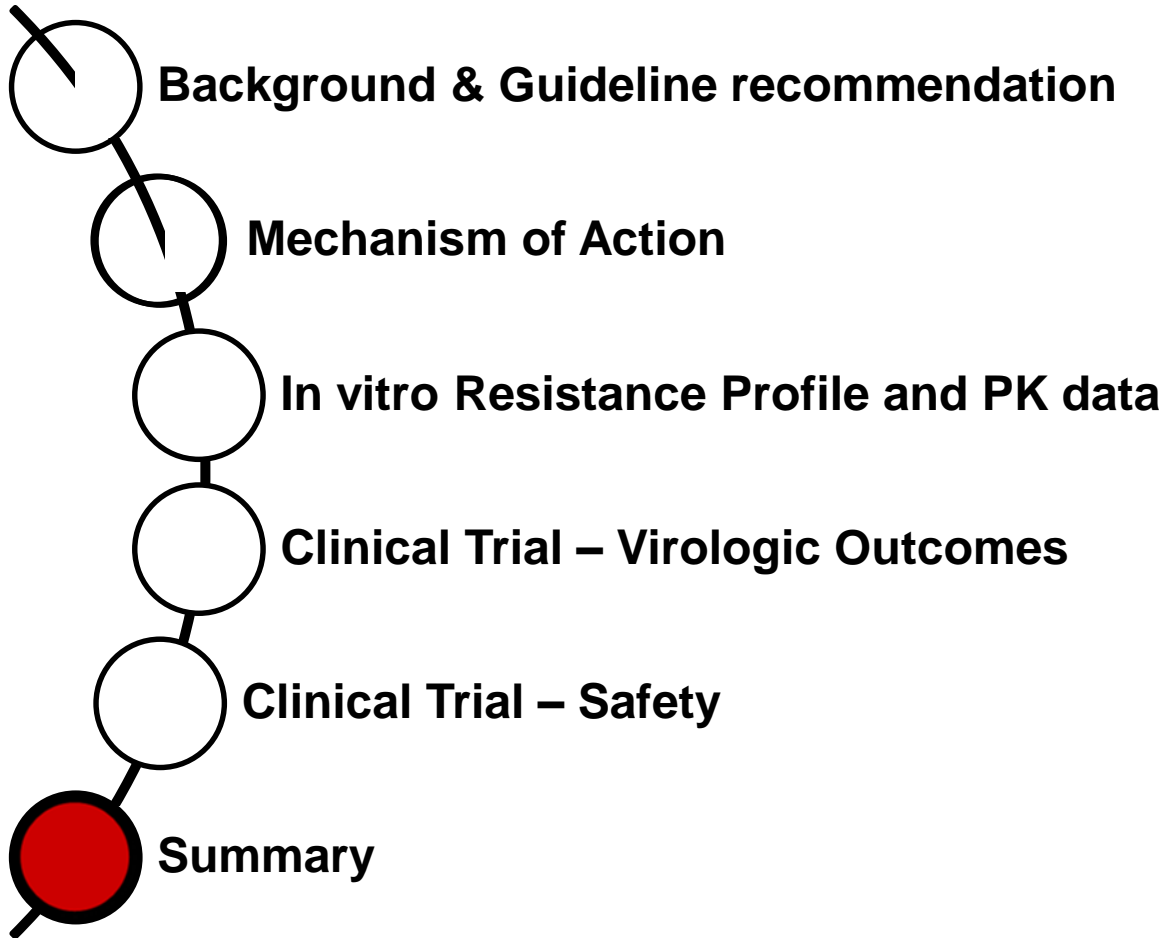 Background & Guideline recommendation
Mechanism of Action
In vitro Resistance Profile and PK data
Clinical Trial – Virologic Outcomes
Clinical Trial – Safety
Summary